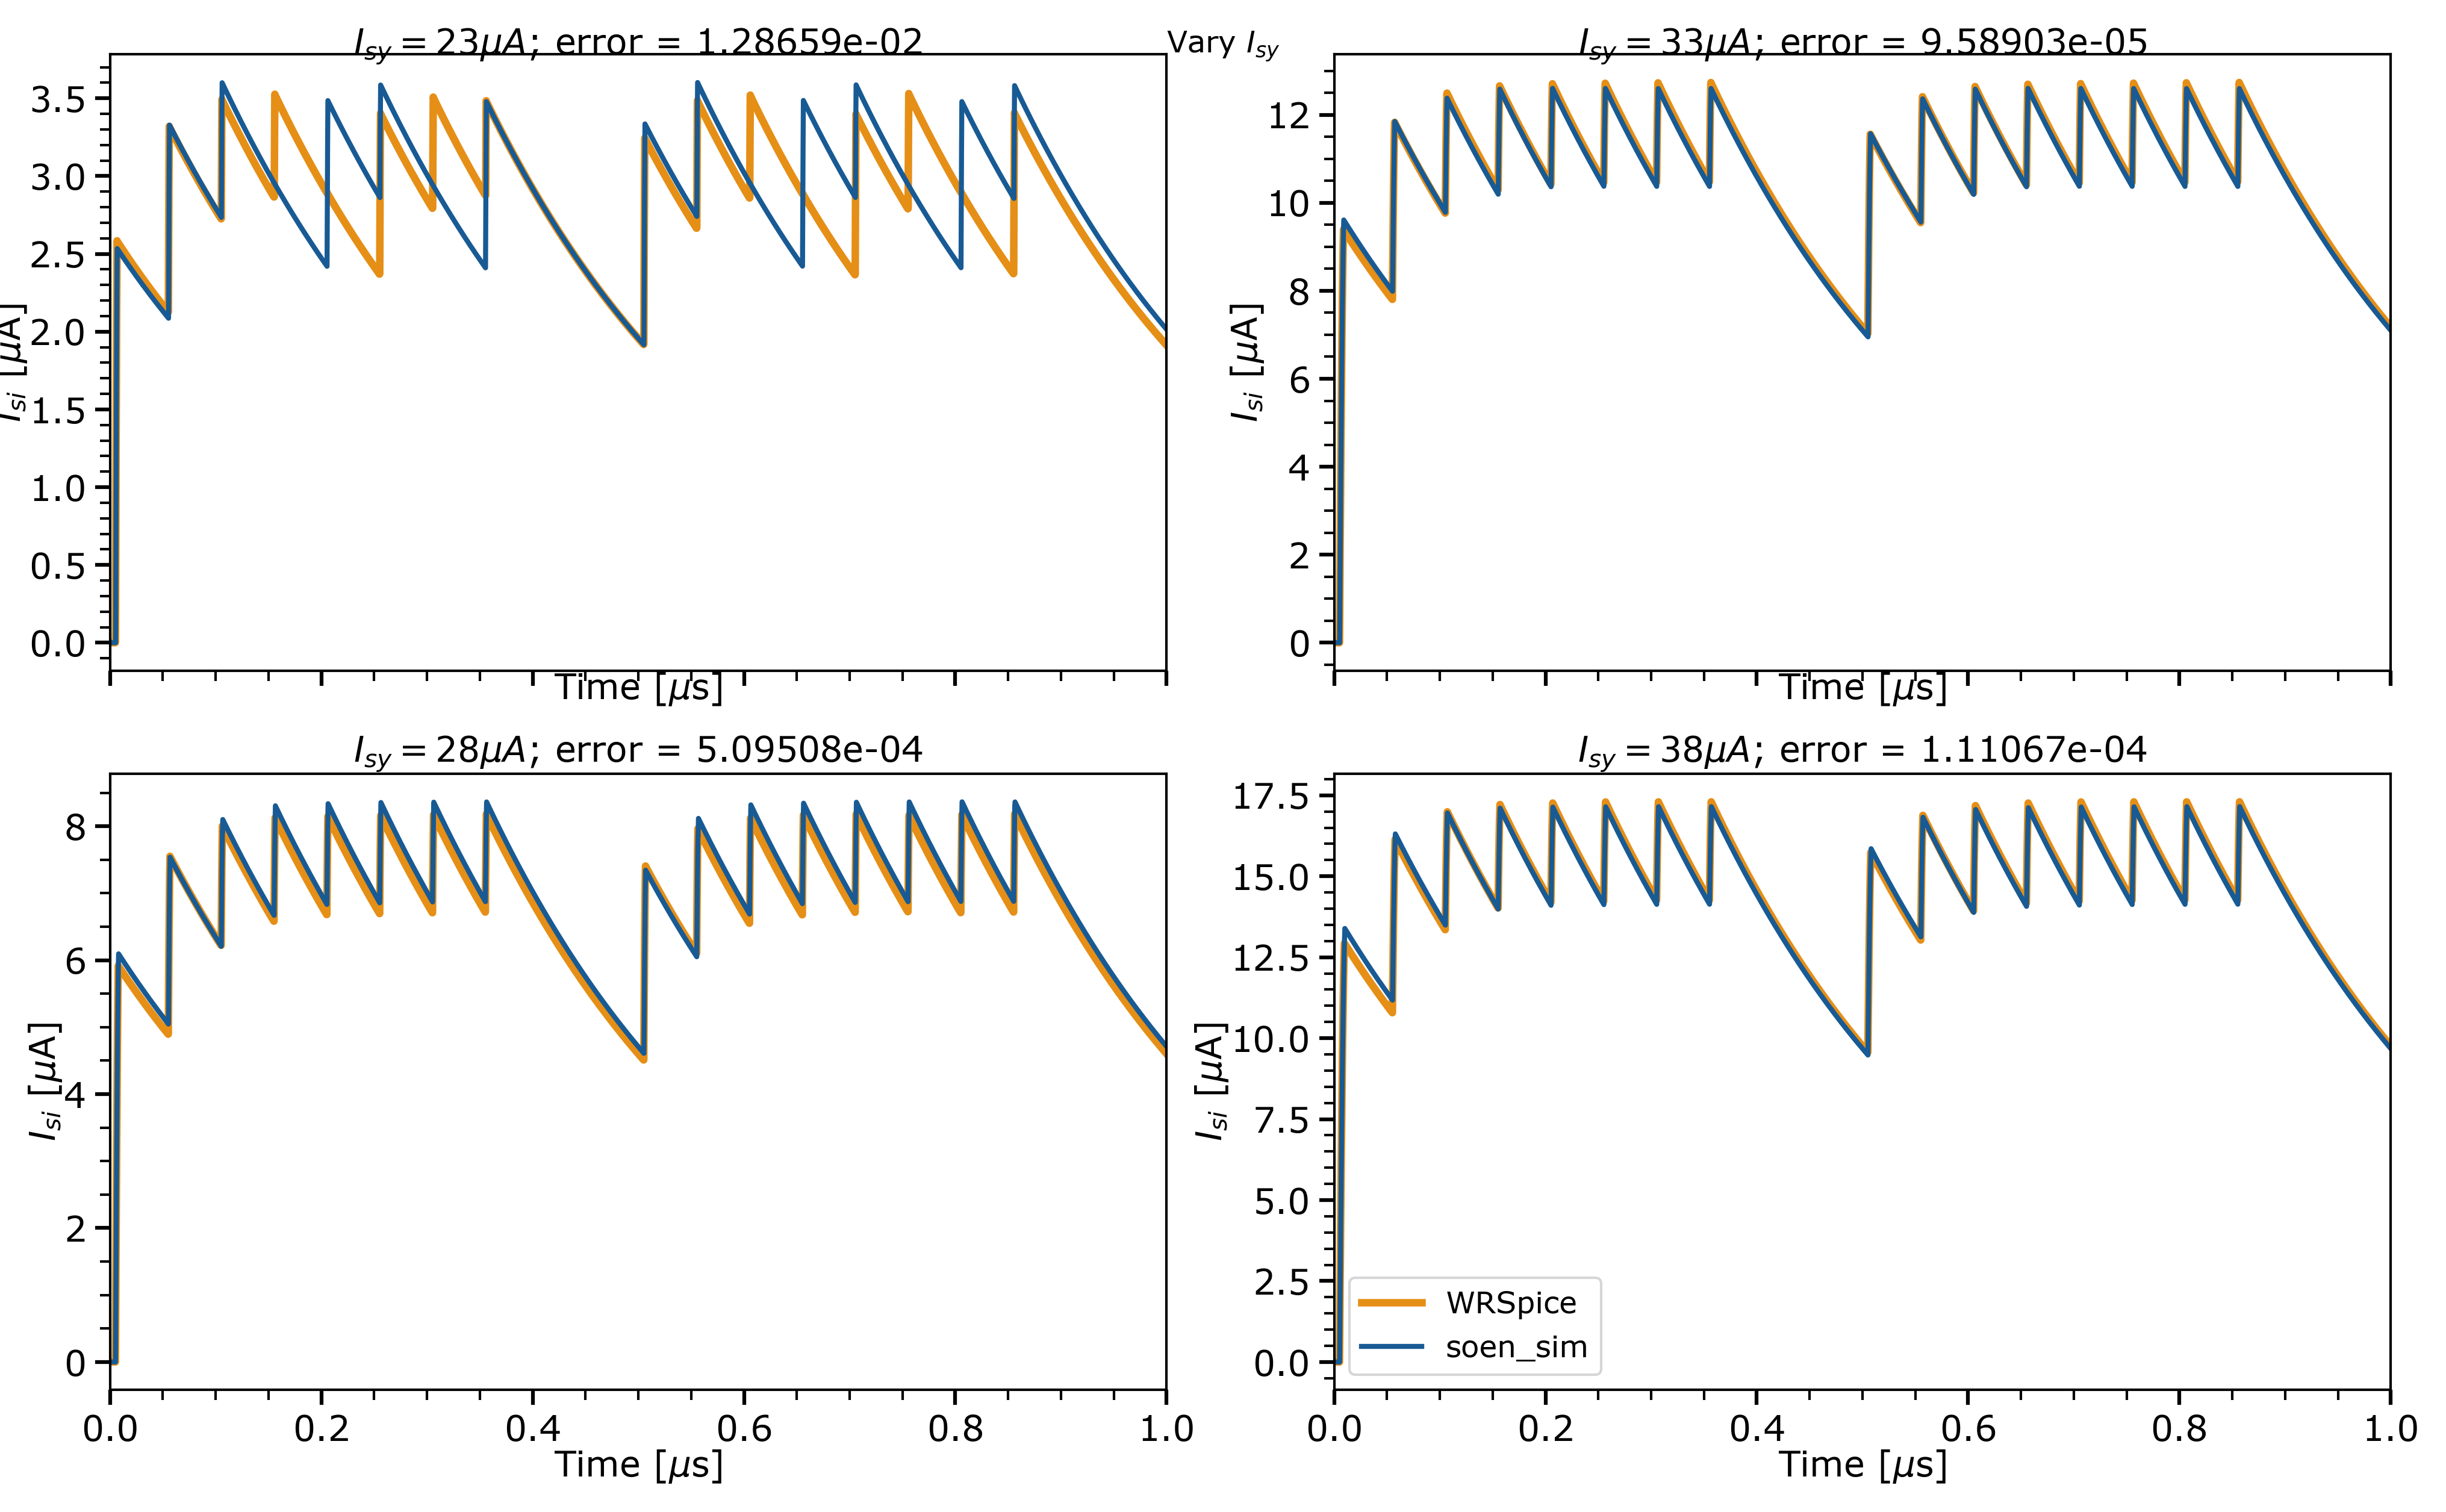 Vary I_sy
I_sy = 23μA; error = 1.28659e-02
3.5
3.0
2.5
2.0
1.5
1.0
0.5
0.0
I_si [μA]
Time [μs]
I_sy = 33μA; error = 9.58903e-05
12
10
8
6
4
2
0
I_si [μA]
Time [μs]
I_sy = 28μA; error = 5.09508e-04
8
6
4
2
0
I_si [μA]
0.0 0.2 0.4 0.6 0.8 1.0
Time [μs]
I_sy = 38μA; error = 1.11067e-04
17.5
15.0
12.5
10.0
7.5
5.0
2.5
0.0
I_si [μA]
WRSpice
soen_sim
0.0 0.2 0.4 0.6 0.8 1.0
Time [μs]